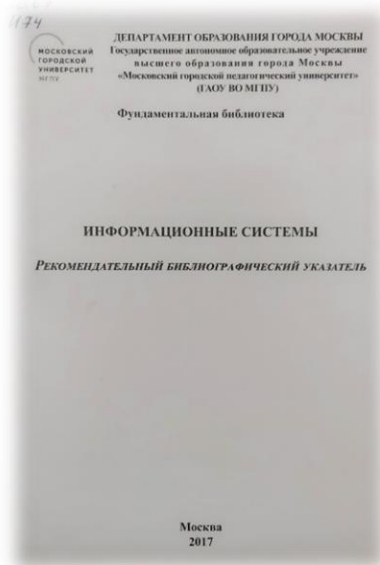 И74
МОСКОВСКИЙ
ГОРОДСКОЙ
УНИВЕРСИТЕТ
МГПУ
ДЕПАРТАМЕНТ ОБРАЗОВАНИЯ ГОРОДА МОСКВЫ
Государственное автономное образовательное учреждение
высшего образования города Москвы
«Московский городской педагогический университет»
(ГАОУ ВО МГПУ)
Фундаментальная библиотека
ИНФОРМАЦИОННЫЕ СИСТЕМЫ
РЕКОМЕНДАТЕЛЬНЫЙ БИБЛИОГРАФИЧЕСКИЙ УКАЗАТЕЛЬ
Москва
2017